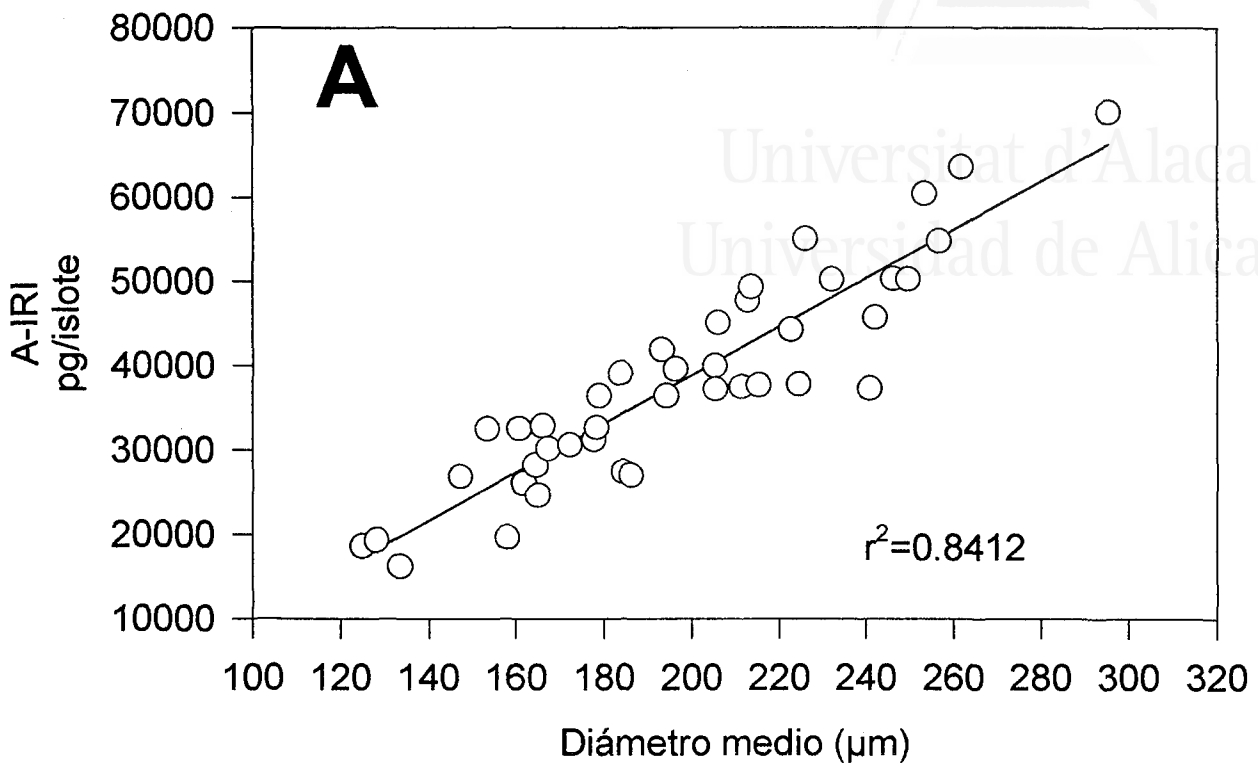 A
80000
70000
60000
50000
40000
30000
20000
10000
A-IRI
pg/islote
Universitat d'Alaca
Universidad de Alica
r²=0.8412
100 120 140 160 180 200 220 240 260 280 300 320
Diámetro medio (µm)